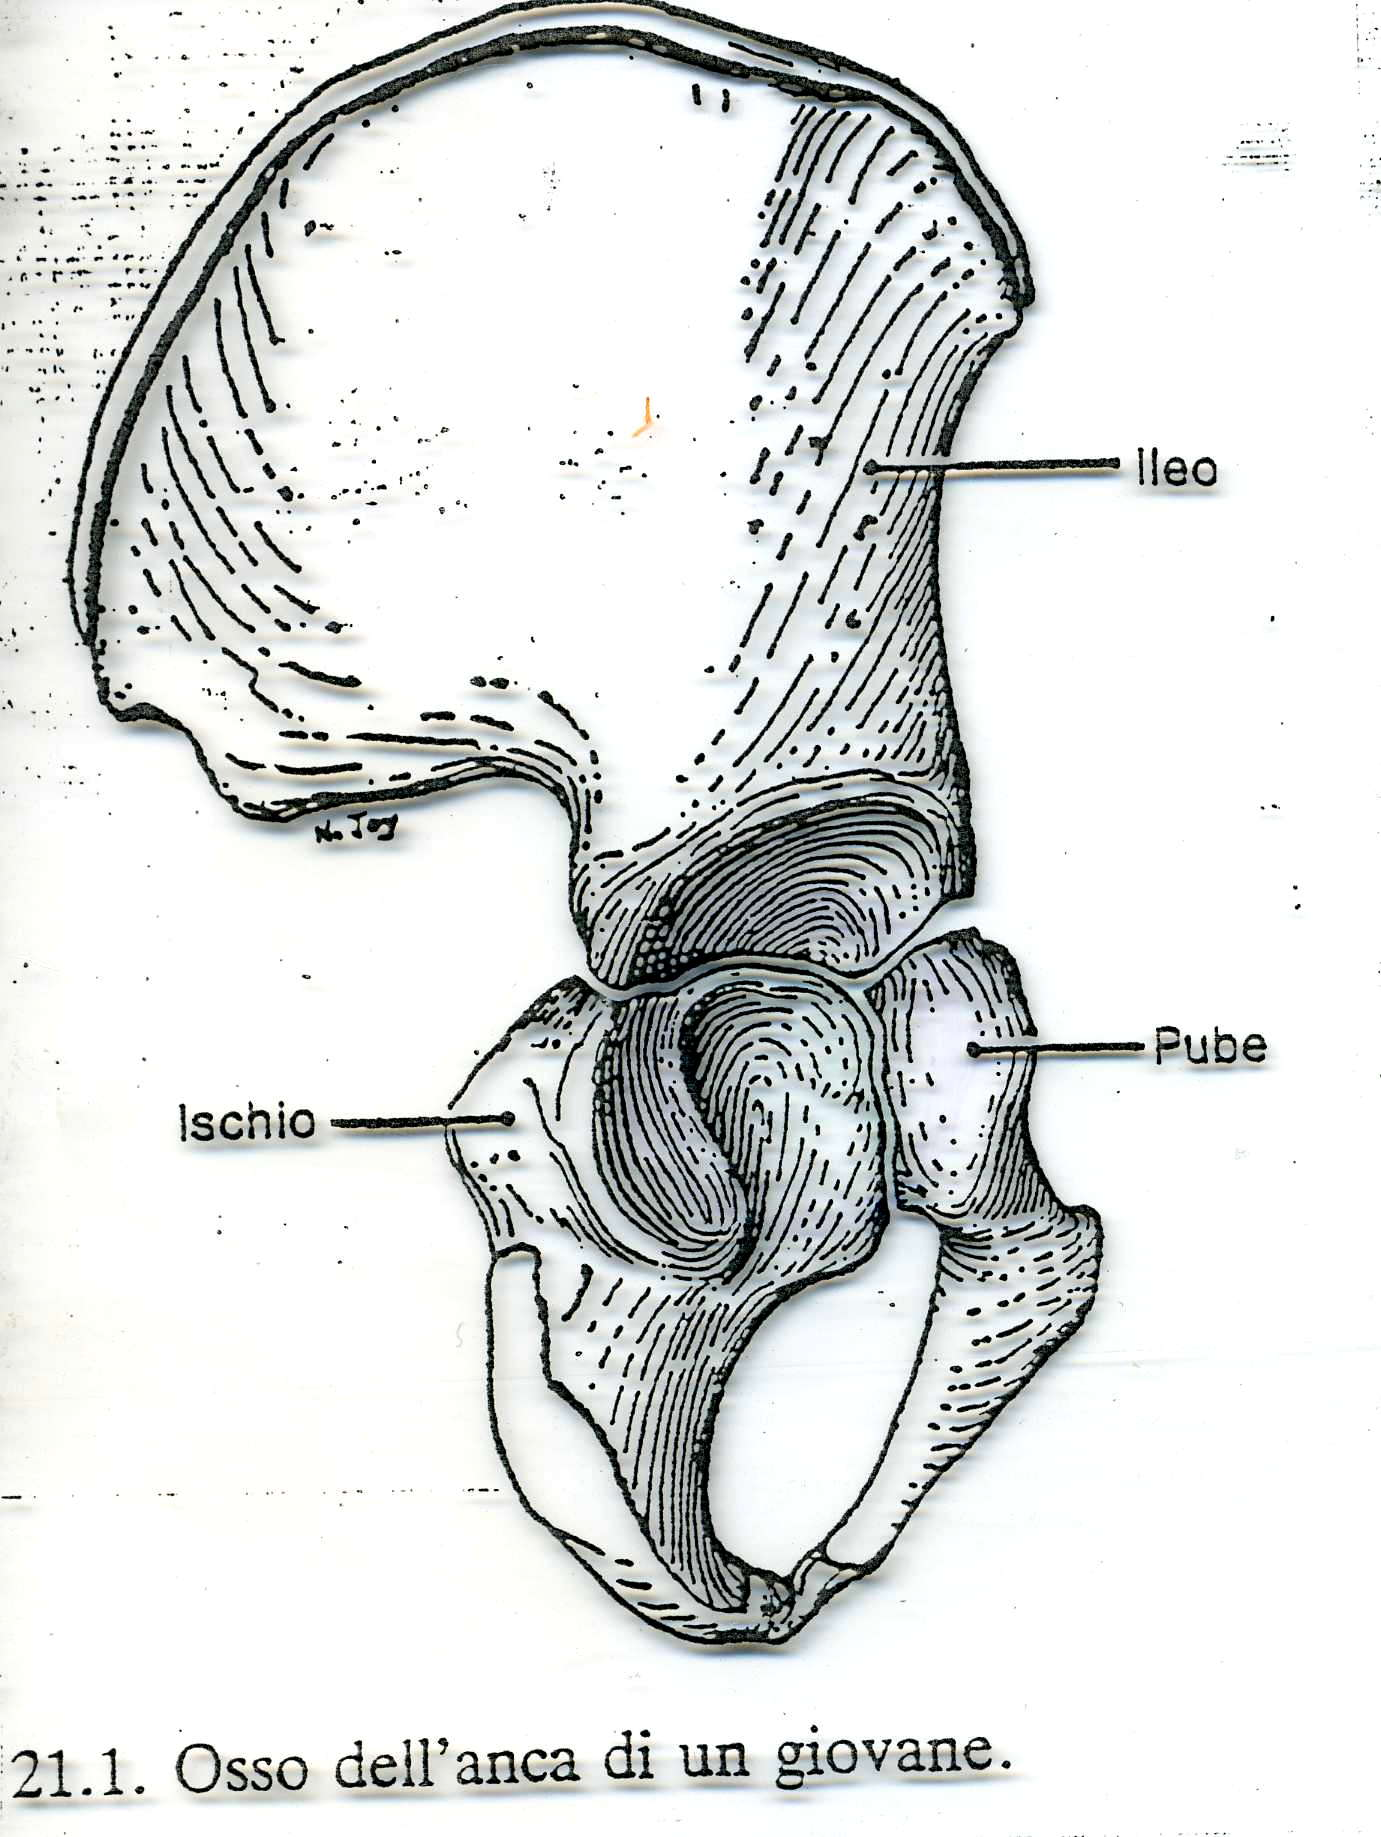 Ileo
Pube
Ischio
21.1. Osso dell'anca di un giovane.